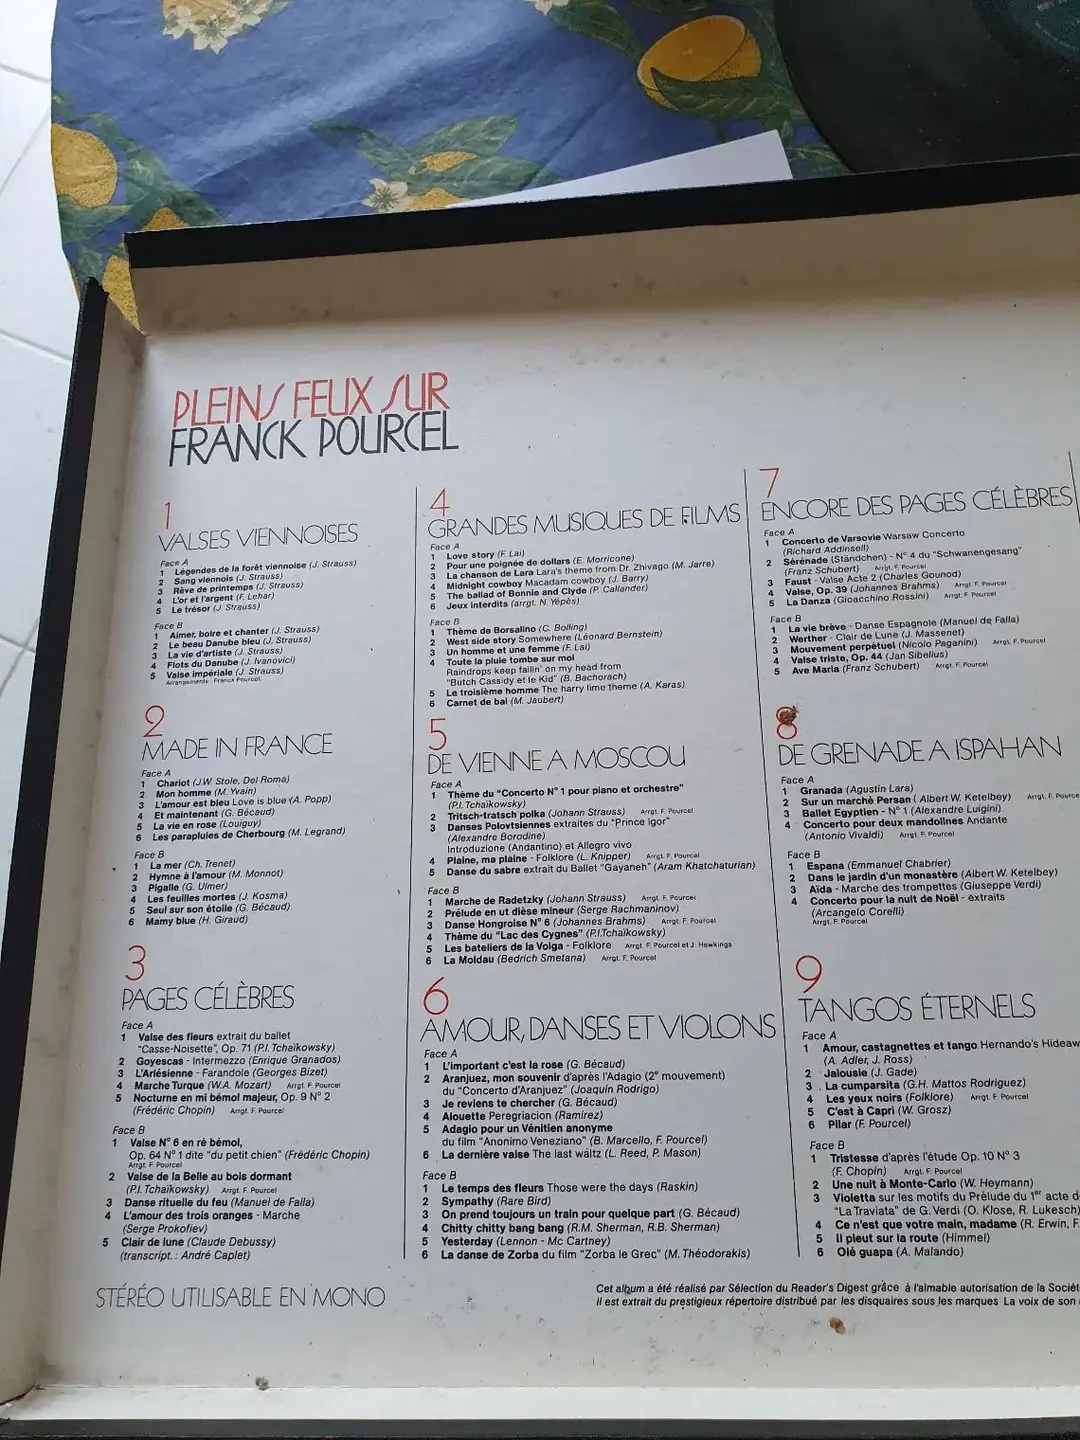 PLEINS FEUX SUR
FRANCK POURCEL
1
VALSES VIENNOISES
Face A
1 Légendes de la forêt viennoise (J. Strauss)
2 Sang viennois (J. Strauss)
3 Rêve de printemps (J. Strauss)
4 L'or et l'argent (F. Lehar)
5 Le trésor (J. Strauss)
Face B
1 Aimer, boire et chanter (J. Strauss)
2 Le beau Danube bleu (J. Strauss)
3 La vie d'artiste (J. Strauss)
4 Flots du Danube (J. Ivanovici)
5 Valse impériale (J. Strauss)
Arrangements : Franck Pourcel
2
MADE IN FRANCE
Face A
1 Chariot (J.W. Stole, Del Roma)
2 Mon homme (M. Yvain)
3 L'amour est bleu Love is blue (A. Popp)
4 Et maintenant (G. Bécaud)
5 La vie en rose (Louiguy)
6 Les parapluies de Cherbourg (M. Legrand)
Face B
1 La mer (Ch. Trenet)
2 Hymne à l'amour (M. Monnot)
3 Pigalle (G. Ulmer)
4 Les feuilles mortes (J. Kosma)
5 Seul sur son étoile (G. Bécaud)
6 Mamy blue (H. Giraud)
3
PAGES CÉLÈBRES
Face A
1 Valse des fleurs extrait du ballet
"Casse-Noisette", Op. 71 (P.I. Tchaïkowsky)
2 Goyescas - Intermezzo (Enrique Granados)
3 L'Arlésienne - Farandole (Georges Bizet)
4 Marche Turque (W.A. Mozart) Arrgt. F. Pourcel
5 Nocturne en mi bémol majeur, Op. 9 N° 2
(Frédéric Chopin) Arrgt. F. Pourcel
Face B
1 Valse N° 6 en ré bémol,
Op. 64 N° 1 dite "du petit chien" (Frédéric Chopin)
Arrgt. F. Pourcel
2 Valse de la Belle au bois dormant
(P.I. Tchaïkowsky) Arrgt. F. Pourcel
3 Danse rituelle du feu (Manuel de Falla)
4 L'amour des trois oranges - Marche
(Serge Prokofiev)
5 Clair de lune (Claude Debussy)
(transcript. : André Caplet)
4
GRANDES MUSIQUES DE FILMS
Face A
1 Love story (F. Lai)
2 Pour une poignée de dollars (E. Morricone)
3 La chanson de Lara Lara's theme from Dr. Zhivago (M. Jarre)
4 Midnight cowboy Macadam cowboy (J. Barry)
5 The ballad of Bonnie and Clyde (P. Callander)
6 Jeux interdits (arrgt. N. Yépès)
Face B
1 Thème de Borsalino (C. Bolling)
2 West side story Somewhere (Léonard Bernstein)
3 Un homme et une femme (F. Lai)
4 Toute la pluie tombe sur moi
Raindrops keep fallin' on my head from
"Butch Cassidy et le Kid" (B. Bachorach)
5 Le troisième homme The harry lime theme (A. Karas)
6 Carnet de bal (M. Jaubert)
5
DE VIENNE A MOSCOU
Face A
1 Thème du "Concerto N° 1 pour piano et orchestre"
(P.I. Tchaïkowsky)
2 Tritsch-tratsch polka (Johann Strauss) Arrgt. F. Pourcel
3 Danses Polovtsiennes extraites du "Prince Igor"
(Alexandre Borodine)
Introduzione (Andantino) et Allegro vivo
4 Plaine, ma plaine - Folklore (L. Knipper) Arrgt. F. Pourcel
5 Danse du sabre extrait du Ballet "Gayaneh" (Aram Khatchaturian)
Face B
1 Marche de Radetzky (Johann Strauss) Arrgt. F. Pourcel
2 Prélude en ut dièse mineur (Serge Rachmaninov)
3 Danse Hongroise N° 6 (Johannes Brahms) Arrgt. F. Pourcel
4 Thème du "Lac des Cygnes" (P.I.Tchaïkowsky)
5 Les bateliers de la Volga - Folklore Arrgt. F. Pourcel et J. Hawkings
6 La Moldau (Bedrich Smetana) Arrgt. F. Pourcel
6
AMOUR, DANSES ET VIOLONS
Face A
1 L'important c'est la rose (G. Bécaud)
2 Aranjuez, mon souvenir d'après l'Adagio (2e mouvement)
du "Concerto d'Aranjuez" (Joaquin Rodrigo)
3 Je reviens te chercher (G. Bécaud)
4 Alouette Peregriacion (Ramirez)
5 Adagio pour un Vénitien anonyme
du film "Anonimo Veneziano" (B. Marcello, F. Pourcel)
6 La dernière valse The last waltz (L. Reed, P. Mason)
Face B
1 Le temps des fleurs Those were the days (Raskin)
2 Sympathy (Rare Bird)
3 On prend toujours un train pour quelque part (G. Bécaud)
4 Chitty chitty bang bang (R.M. Sherman, R.B. Sherman)
5 Yesterday (Lennon - Mc Cartney)
6 La danse de Zorba du film "Zorba le Grec" (M. Théodorakis)
7
ENCORE DES PAGES CÉLÈBRES
Face A
1 Concerto de Varsovie Warsaw Concerto
(Richard Addinsell)
2 Sérénade (Ständchen) - N° 4 du "Schwanengesang"
(Franz Schubert) Arrgt. F. Pourcel
3 Faust - Valse Acte 2 (Charles Gounod)
4 Valse, Op. 39 (Johannes Brahms) Arrgt. F. Pourcel
5 La Danza (Gioacchino Rossini) Arrgt. F. Pourcel
Face B
1 La vie brève - Danse Espagnole (Manuel de Falla)
2 Werther - Clair de Lune (J. Massenet)
3 Mouvement perpétuel (Nicolo Paganini) Arrgt. F. Pourcel
4 Valse triste, Op. 44 (Jan Sibelius)
5 Ave Maria (Franz Schubert) Arrgt. F. Pourcel
8
DE GRENADE A ISPAHAN
Face A
1 Granada (Agustin Lara)
2 Sur un marché Persan (Albert W. Ketelbey) Arrgt. F. Pource
3 Ballet Egyptien - N° 1 (Alexandre Luigini)
4 Concerto pour deux mandolines Andante
(Antonio Vivaldi) Arrgt. F. Pourcel
Face B
1 Espana (Emmanuel Chabrier)
2 Dans le jardin d'un monastère (Albert W. Ketelbey)
3 Aïda - Marche des trompettes (Giuseppe Verdi)
4 Concerto pour la nuit de Noël - extraits
(Arcangelo Corelli)
Arrgt. F. Pourcel
9
TANGOS ÉTERNELS
Face A
1 Amour, castagnettes et tango Hernando's Hideaw
(A. Adler, J. Ross)
2 Jalousie (J. Gade)
3 La cumparsita (G.H. Mattos Rodriguez)
4 Les yeux noirs (Folklore) Arrgt. F. Pourcel
5 C'est à Capri (W. Grosz)
6 Pilar (F. Pourcel)
Face B
1 Tristesse d'après l'étude Op. 10 N° 3
(F. Chopin) Arrgt. F. Pourcel
2 Une nuit à Monte-Carlo (W. Heymann)
3 Violetta sur les motifs du Prélude du 1er acte d
"La Traviata" de G. Verdi (O. Klose, R. Lukesch)
4 Ce n'est que votre main, madame (R. Erwin, F.
5 Il pleut sur la route (Himmel)
6 Olé guapa (A. Malando)
STÉRÉO UTILISABLE EN MONO
Cet album a été réalisé par Sélection du Reader's Digest grâce à l'aimable autorisation de la Sociét
Il est extrait du prestigieux répertoire distribué par les disquaires sous les marques La voix de son